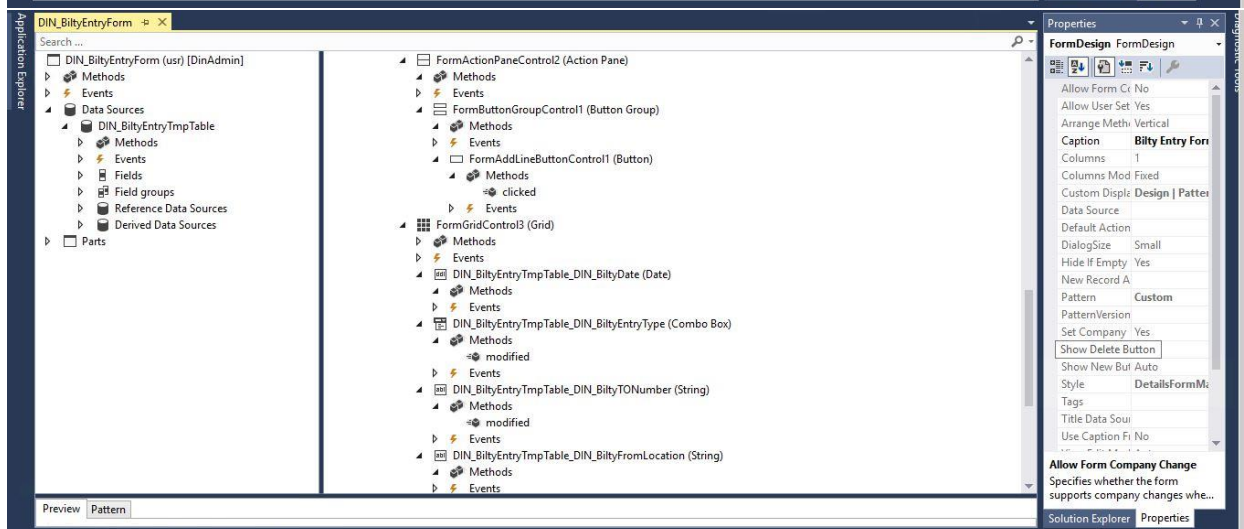 Application Explorer
DIN_BiltyEntryForm
Search ...
DIN_BiltyEntryForm (usr) [DinAdmin]
Methods
Events
Data Sources
DIN_BiltyEntryTmpTable
Methods
Events
Fields
Field groups
Reference Data Sources
Derived Data Sources
Parts
FormActionPaneControl2 (Action Pane)
Methods
Events
FormButtonGroupControl1 (Button Group)
Methods
Events
FormAddLineButtonControl1 (Button)
Methods
clicked
Events
FormGridControl3 (Grid)
Methods
Events
DIN_BiltyEntryTmpTable_DIN_BiltyDate (Date)
Methods
Events
DIN_BiltyEntryTmpTable_DIN_BiltyEntryType (Combo Box)
Methods
modified
Events
DIN_BiltyEntryTmpTable_DIN_BiltyTONumber (String)
Methods
modified
Events
DIN_BiltyEntryTmpTable_DIN_BiltyFromLocation (String)
Methods
Events
Preview Pattern
Properties
FormDesign FormDesign
Allow Form Co No
Allow User Set Yes
Arrange Meth Vertical
Caption Bilty Entry Forr
Columns 1
Columns Mod Fixed
Custom Displa Design | Patter
Data Source
Default Action
DialogSize Small
Hide If Empty Yes
New Record A
Pattern Custom
PatternVersion
Set Company Yes
Show Delete Button
Show New But Auto
Style DetailsFormMa
Tags
Title Data Sour
Use Caption Fi No
Allow Form Company Change
Specifies whether the form
supports company changes whe...
Solution Explorer Properties
Diagnostic Tools